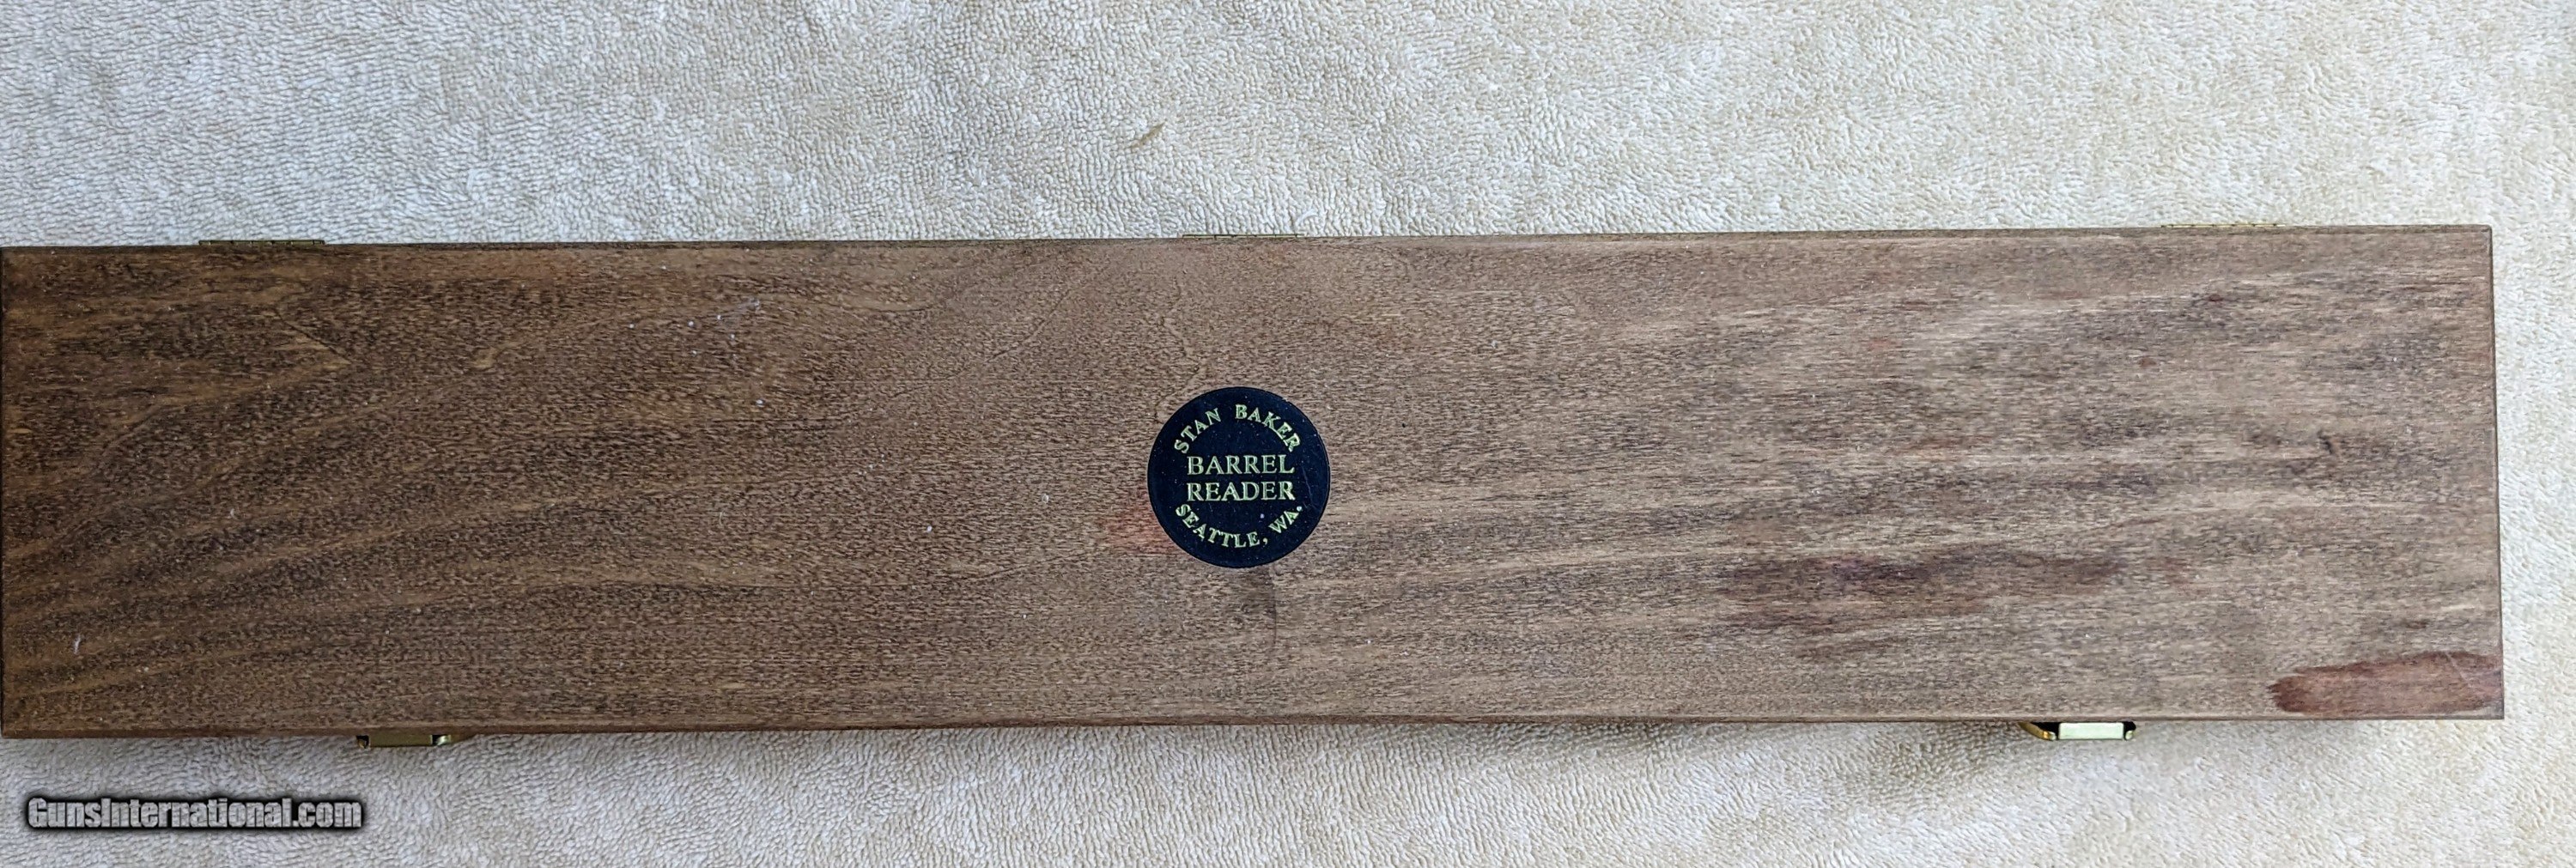 STAN BAKER
BARREL
READER
SEATTLE, WA.
GunsInternational.com